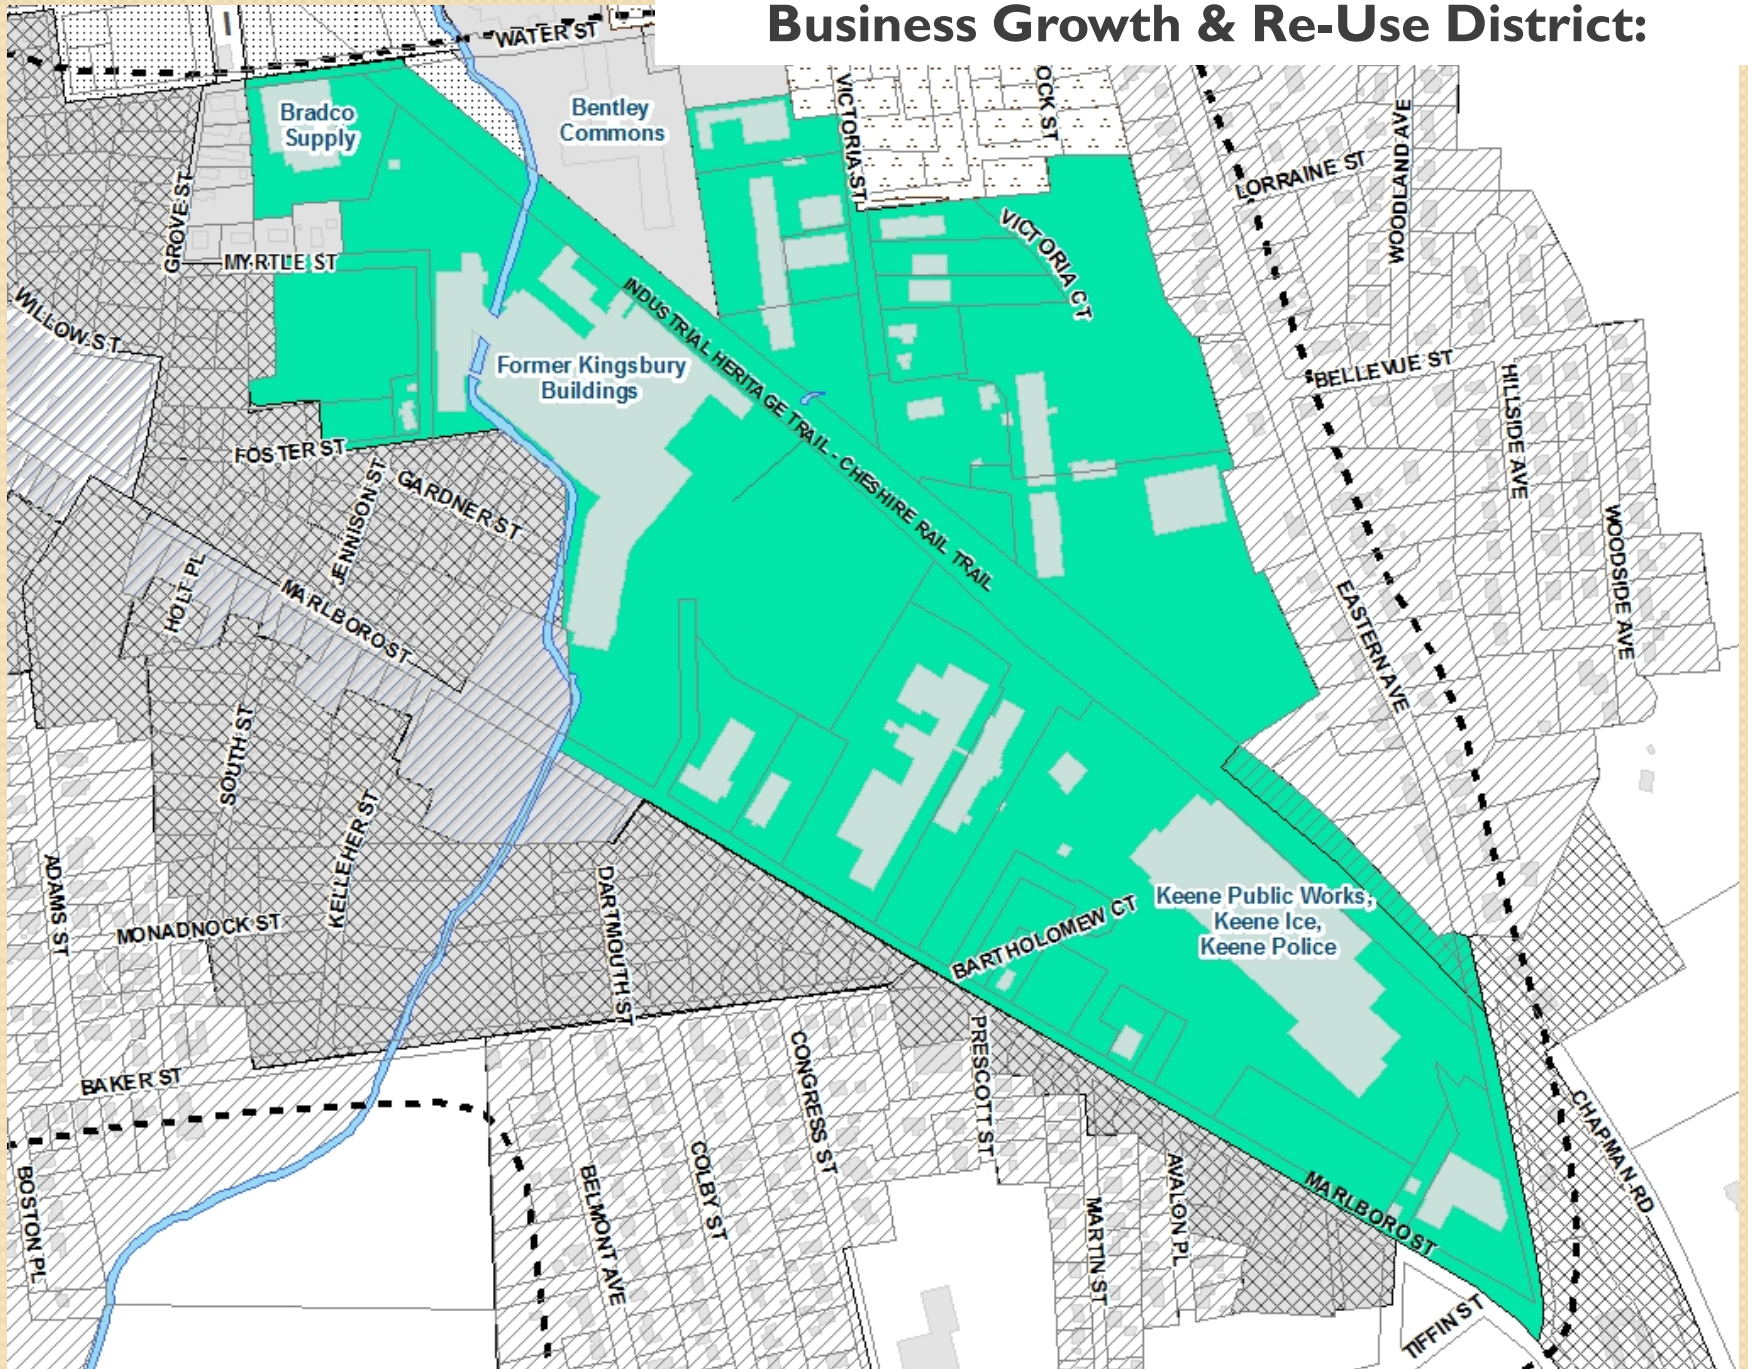 Business Growth & Re-Use District:
WATER ST
Bradco
Supply
Bentley
Commons
VICTORIA ST
OCK ST
WOODLAND AVE
LORRAINE ST
GROVE ST
MYRTLE ST
VICTORIA CT
WILLOW ST
INDUSTRIAL HERITAGE TRAIL - CHESHIRE RAIL TRAIL
Former Kingsbury
Buildings
BELLEVUE ST
HILLSIDE AVE
FOSTER ST
GARDNER ST
JENNISON ST
WOODSIDE AVE
HOLT PL
MARLBORO ST
EASTERN AVE
SOUTH ST
KELLEHER ST
ADAMS ST
MONADNOCK ST
DARTMOUTH ST
BARTHOLOMEW CT
Keene Public Works,
Keene Ice,
Keene Police
BAKER ST
CONGRESS ST
PRESCOTT ST
CHAPMAN RD
BOSTON PL
BELMONT AVE
COLBY ST
MARTIN ST
AVALON PL
MARLBORO ST
TIFFIN ST